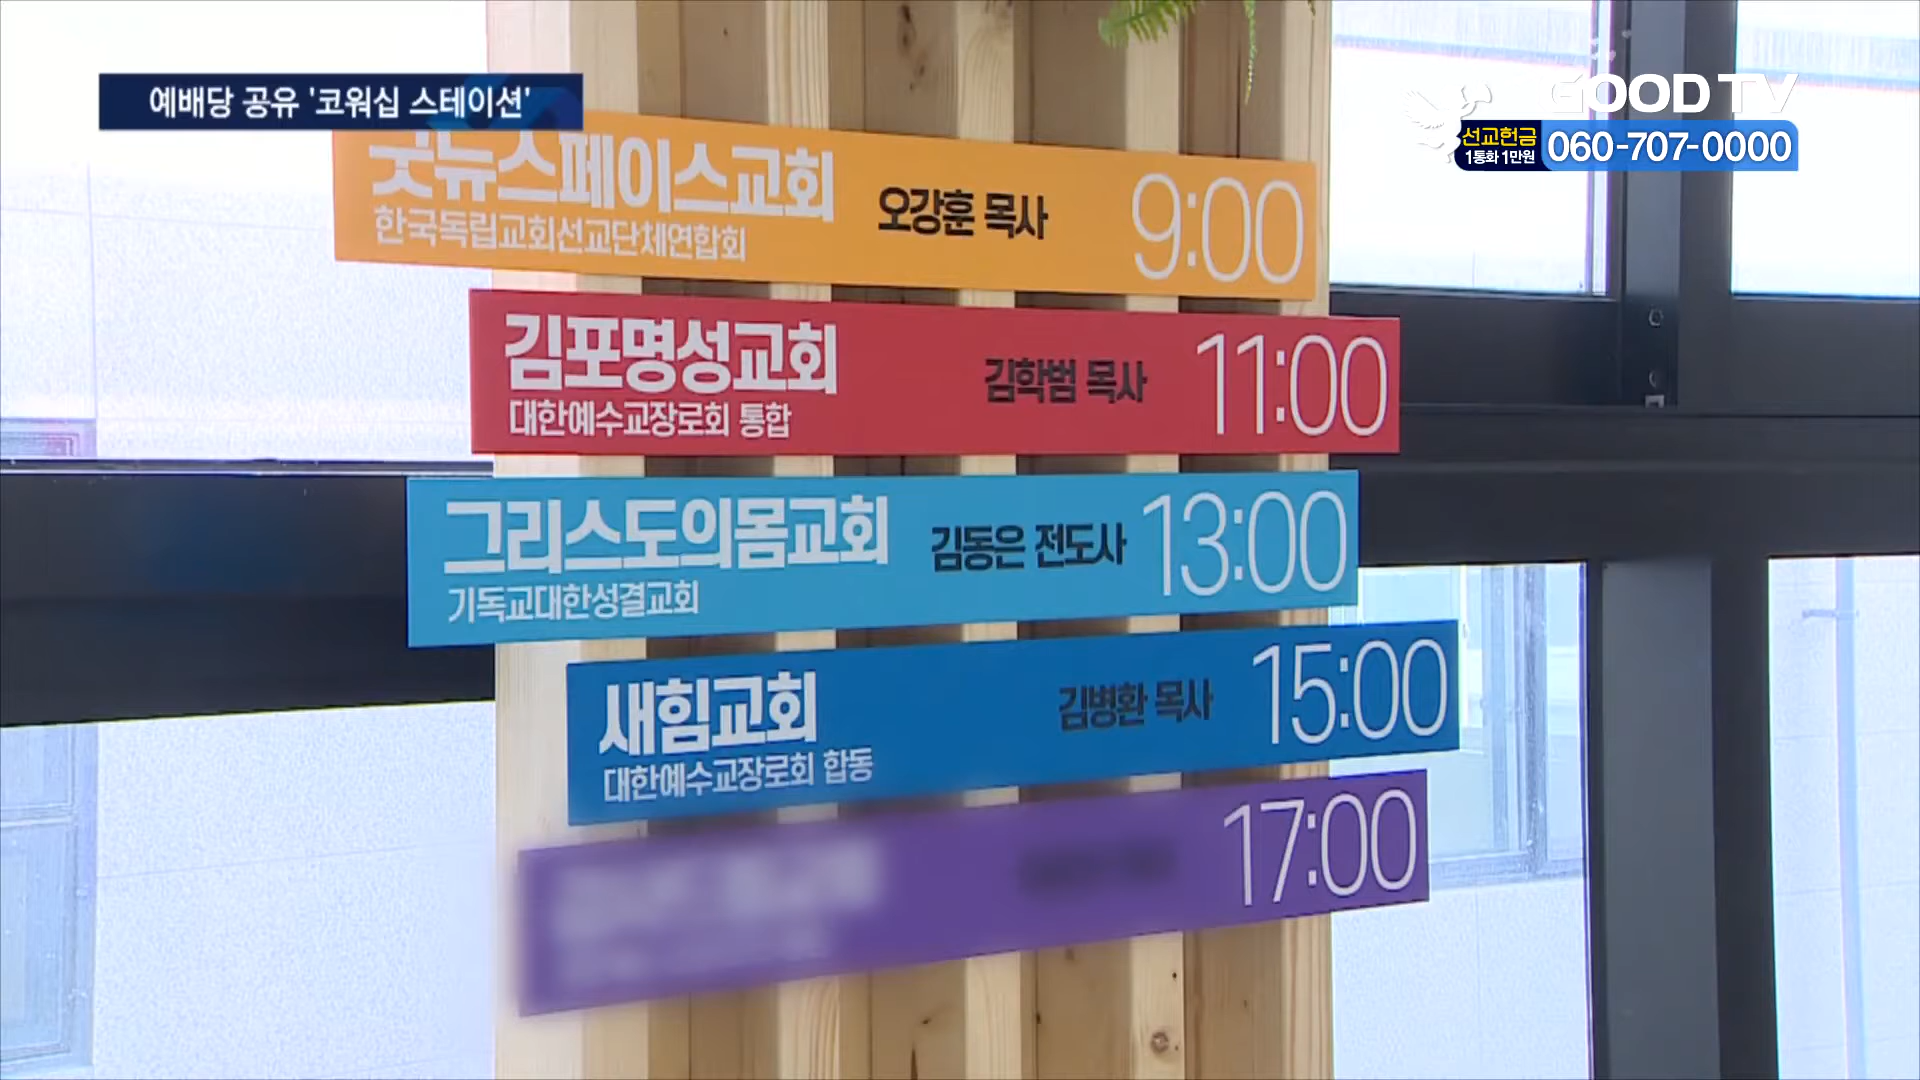 예배당 공유 '코워십 스테이션'
GOODTV
선교헌금
1통화 1만원
060-707-0000
굿뉴스페이스교회 오강훈 목사 9:00
한국독립교회선교단체연합회
김포명성교회 김학범 목사 11:00
대한예수교장로회 통합
그리스도의몸교회 김동은 전도사 13:00
기독교대한성결교회
새힘교회 김병환 목사 15:00
대한예수교장로회 합동
17:00